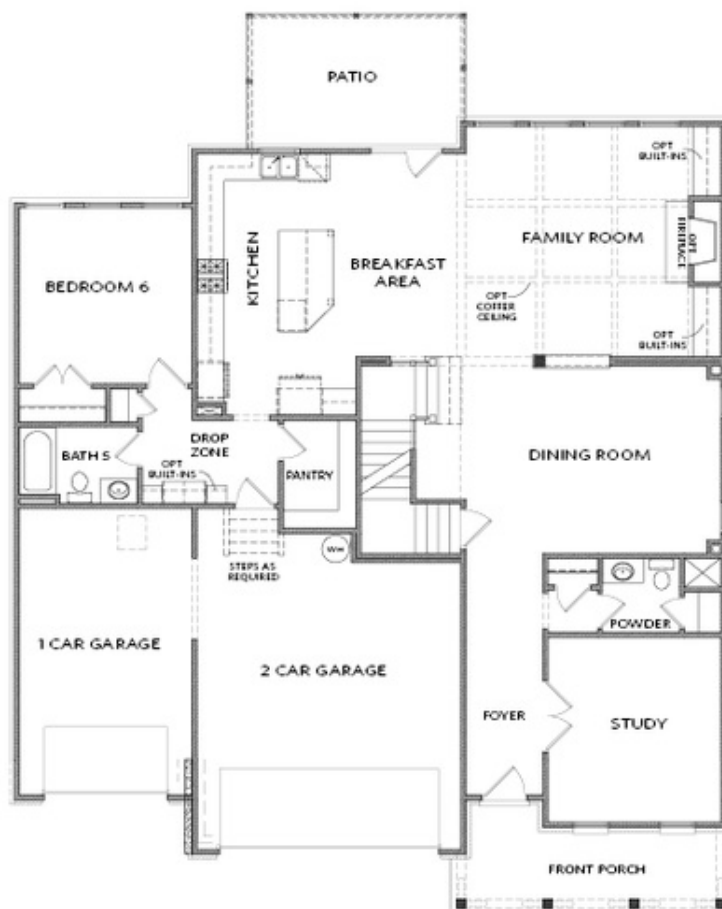 PATIO
OPT
BUILT-INS
KITCHEN
FAMILY ROOM
OPT
FIREPLACE
BREAKFAST
AREA
BEDROOM 6
OPT
COFFER
CEILING
OPT
BUILT-INS
DROP
ZONE
BATH 5
OPT
BUILT-INS
PANTRY
DINING ROOM
WH
STEPS AS
REQUIRED
POWDER
1 CAR GARAGE
2 CAR GARAGE
FOYER
STUDY
FRONT PORCH